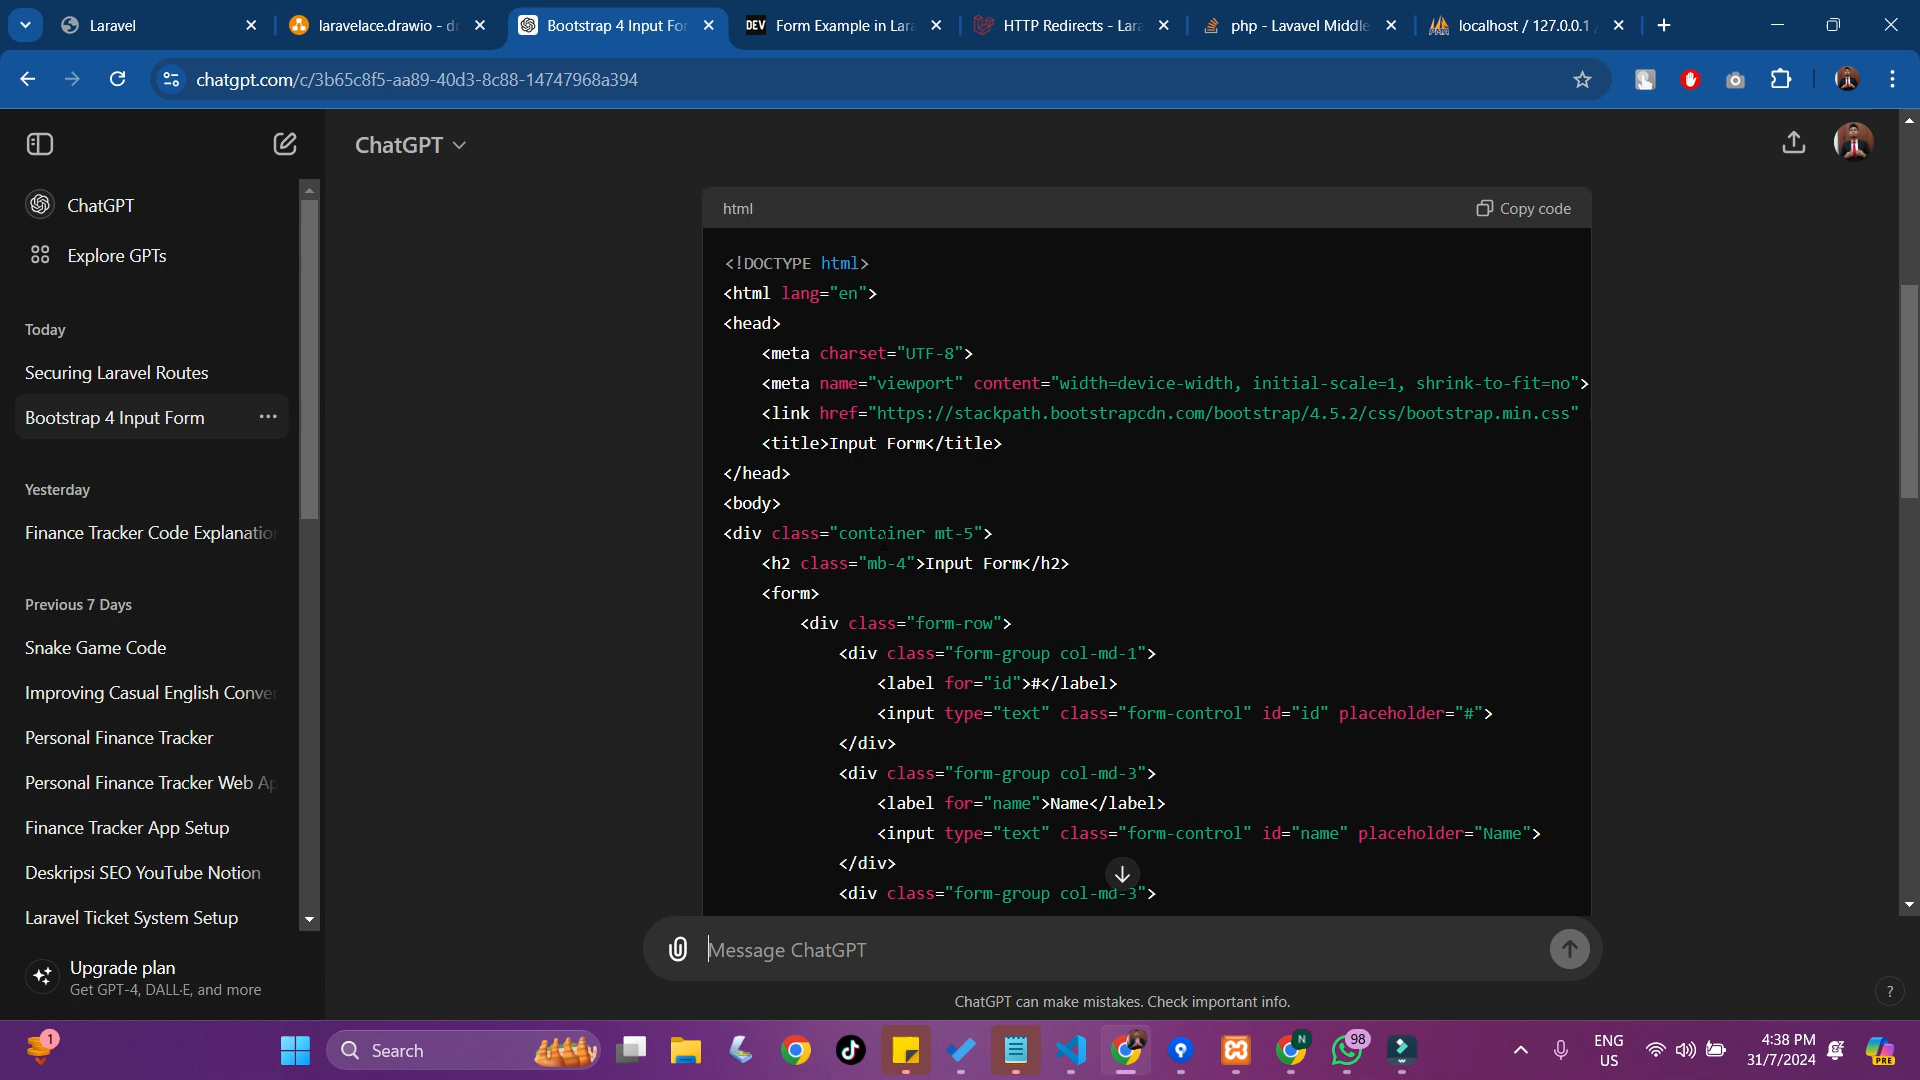 Laravel
laravelace.drawio - d
Bootstrap 4 Input For
DEV
Form Example in Lar
HTTP Redirects - Lara
php - Lavavel Middle
localhost / 127.0.0.1
chatgpt.com/c/3b65c8f5-aa89-40d3-8c88-14747968a394
ChatGPT
ChatGPT
Explore GPTs
Today
Securing Laravel Routes
Bootstrap 4 Input Form
Yesterday
Finance Tracker Code Explanation
Previous 7 Days
Snake Game Code
Improving Casual English Conver
Personal Finance Tracker
Personal Finance Tracker Web Ap
Finance Tracker App Setup
Deskripsi SEO YouTube Notion
Laravel Ticket System Setup
Upgrade plan
Get GPT-4, DALL·E, and more
html
Copy code
<!DOCTYPE html>
<html lang="en">
<head>
<meta charset="UTF-8">
<meta name="viewport" content="width=device-width, initial-scale=1, shrink-to-fit=no">
<link href="https://stackpath.bootstrapcdn.com/bootstrap/4.5.2/css/bootstrap.min.css"
<title>Input Form</title>
</head>
<body>
<div class="container mt-5">
<h2 class="mb-4">Input Form</h2>
<form>
<div class="form-row">
<div class="form-group col-md-1">
<label for="id">#</label>
<input type="text" class="form-control" id="id" placeholder="#">
</div>
<div class="form-group col-md-3">
<label for="name">Name</label>
<input type="text" class="form-control" id="name" placeholder="Name">
</div>
<div class="form-group col-md-3">
Message ChatGPT
ChatGPT can make mistakes. Check important info.
?
1
Search
N
98
ENG
US
4:38 PM
31/7/2024
PRE